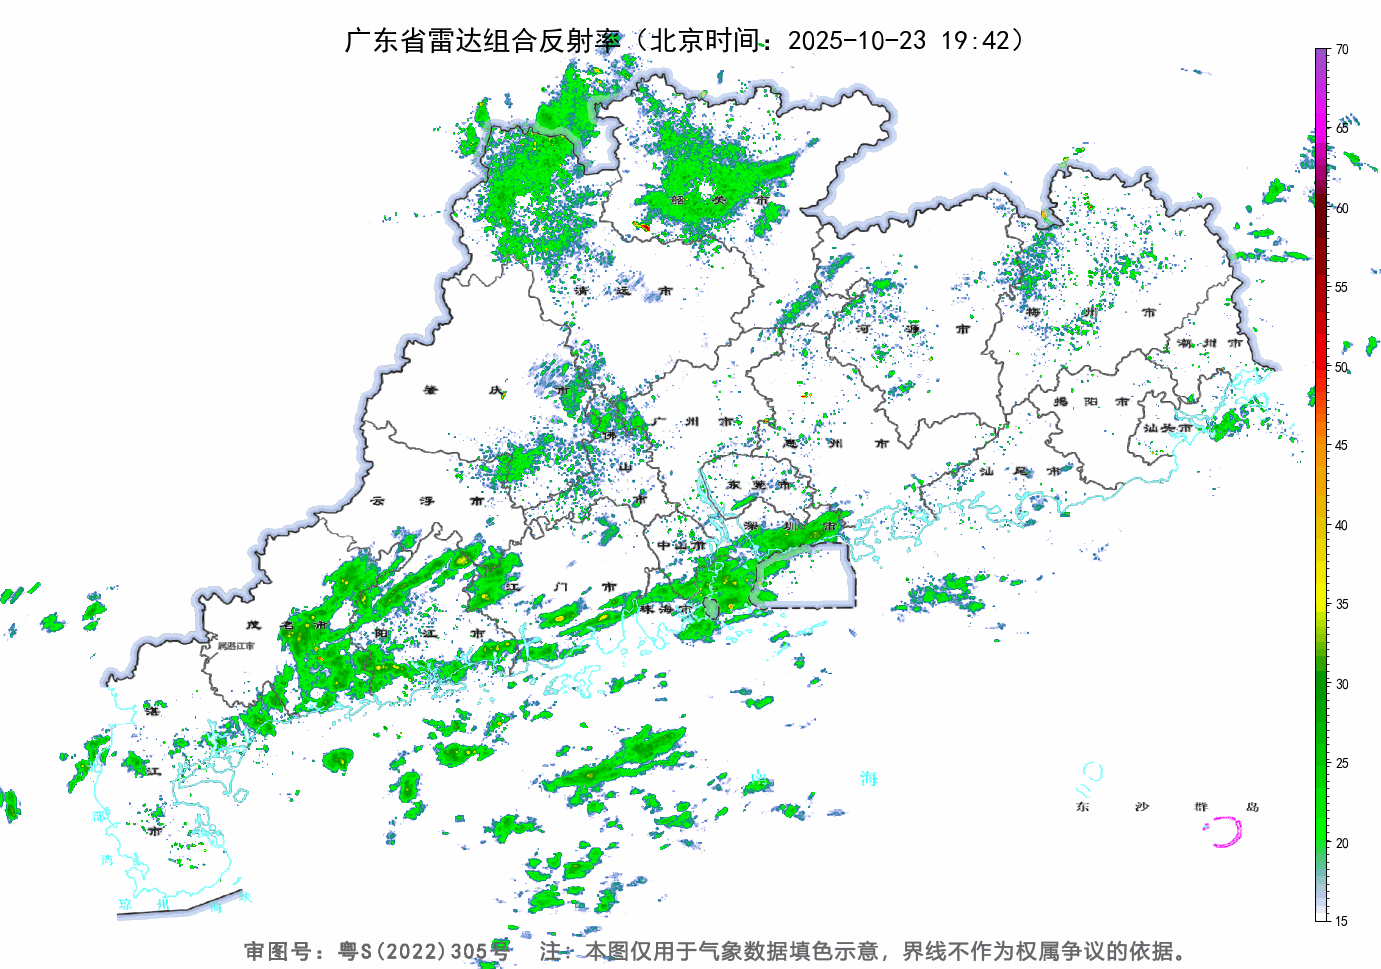 广东省雷达组合反射率（北京时间：2025-10-23 19:42）
70
65
60
55
50
45
40
35
30
25
20
15
韶关市
清远市
河源市
梅州市
潮州市
肇庆市
揭阳市
广州市
汕头市
佛山市
惠州市
汕尾市
东莞市
云浮市
深圳市
中山市
江门市
珠海市
茂名市
阳江市
属湛江市
湛江市
南海
东沙群岛
琼州海峡
审图号：粤S(2022)305号 注：本图仅用于气象数据填色示意，界线不作为权属争议的依据。